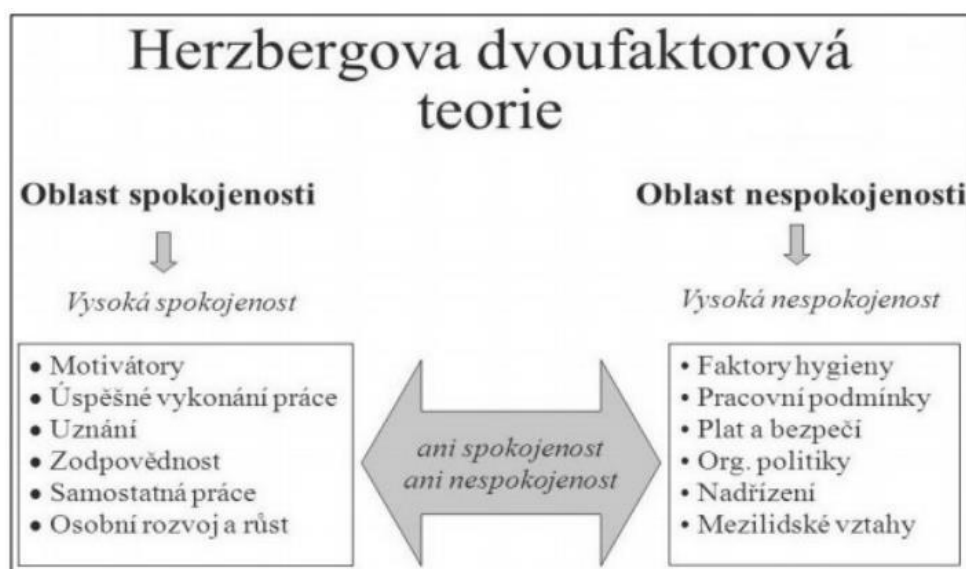 Herzbergova dvoufaktorová
teorie
Oblast spokojenosti
Vysoká spokojenost
• Motivátory
• Úspěšné vykonání práce
• Uznání
• Zodpovědnost
• Samostatná práce
• Osobní rozvoj a růst
ani spokojenost
ani nespokojenost
Oblast nespokojenosti
Vysoká nespokojenost
• Faktory hygieny
• Pracovní podmínky
• Plat a bezpečí
• Org. politiky
• Nadřízení
• Mezilidské vztahy